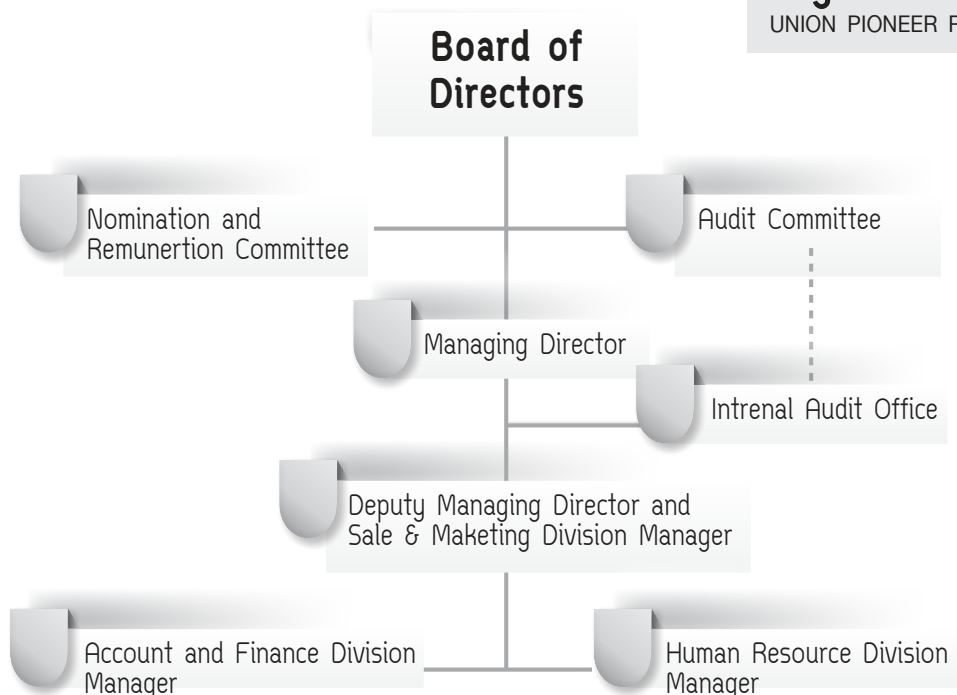 UNION PIONEER
Board of
Directors
Nomination and
Remunertion Committee
Audit Committee
Managing Director
Intrenal Audit Office
Deputy Managing Director and
Sale & Maketing Division Manager
Account and Finance Division
Manager
Human Resource Division
Manager